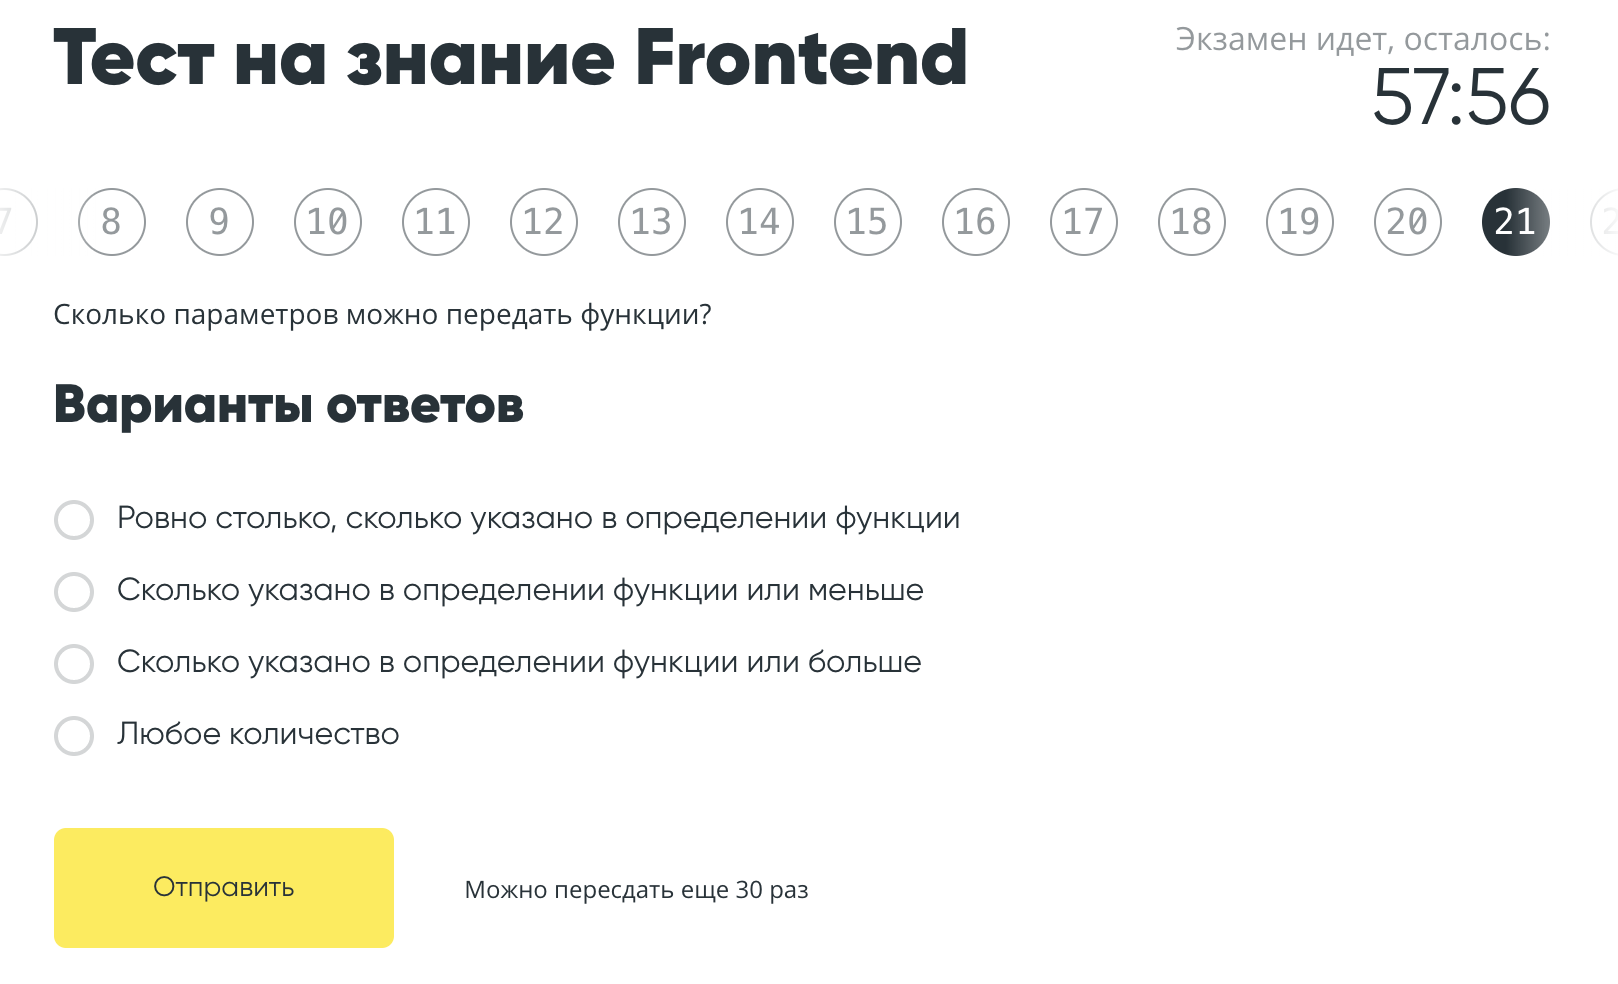 Тест на знание Frontend
Экзамен идет, осталось:
57:56
7 8 9 10 11 12 13 14 15 16 17 18 19 20 21
Сколько параметров можно передать функции?
Варианты ответов
Ровно столько, сколько указано в определении функции
Сколько указано в определении функции или меньше
Сколько указано в определении функции или больше
Любое количество
Отправить
Можно пересдать еще 30 раз